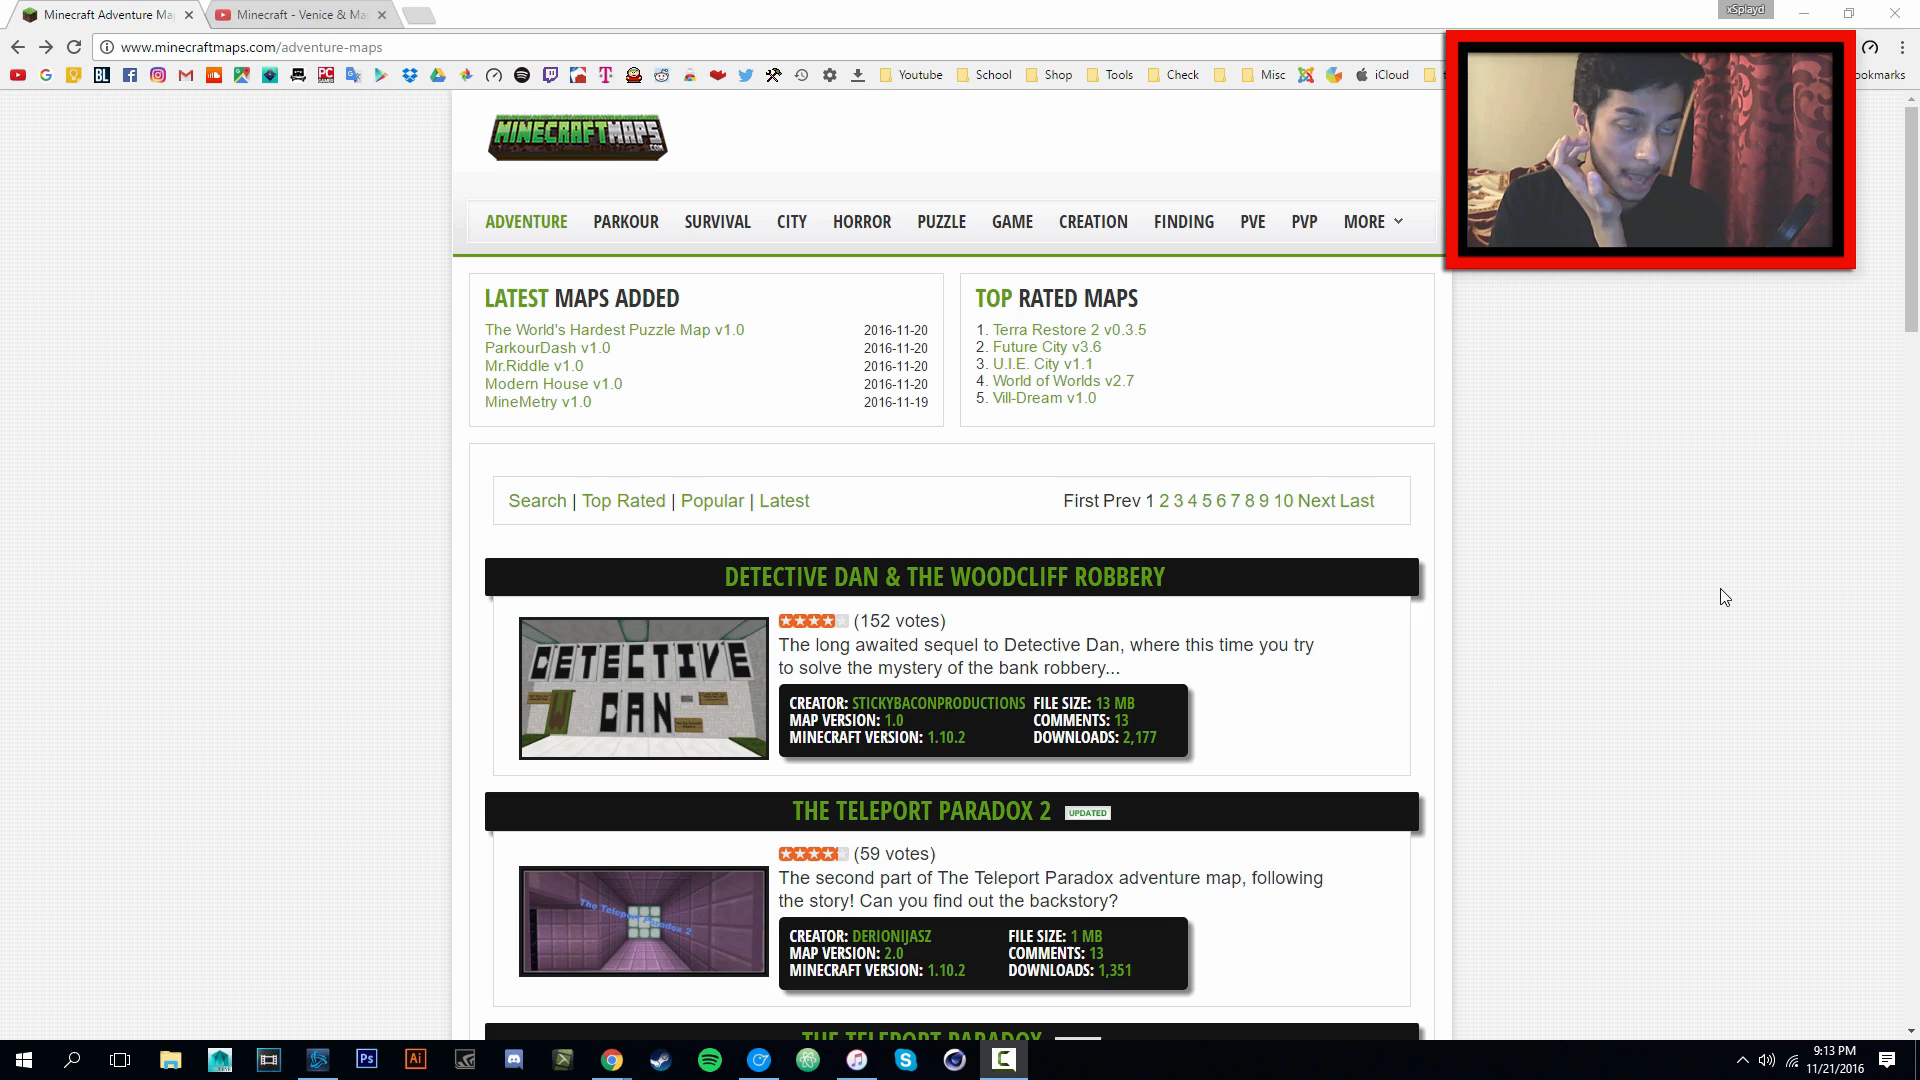 Minecraft Adventure Ma
Minecraft - Venice & Ma
xSplayd
www.minecraftmaps.com/adventure-maps
Youtube
School
Shop
Tools
Check
Misc
iCloud
ookmarks
MINECRAFTMAPS
.COM
ADVENTURE PARKOUR SURVIVAL CITY HORROR PUZZLE GAME CREATION FINDING PVE PVP MORE
LATEST MAPS ADDED
The World's Hardest Puzzle Map v1.0 2016-11-20
ParkourDash v1.0 2016-11-20
Mr.Riddle v1.0 2016-11-20
Modern House v1.0 2016-11-20
MineMetry v1.0 2016-11-19
TOP RATED MAPS
1. Terra Restore 2 v0.3.5
2. Future City v3.6
3. U.I.E. City v1.1
4. World of Worlds v2.7
5. Vill-Dream v1.0
Search | Top Rated | Popular | Latest
First Prev 1 2 3 4 5 6 7 8 9 10 Next Last
DETECTIVE DAN & THE WOODCLIFF ROBBERY
DETECTIVE
DAN
(152 votes)
The long awaited sequel to Detective Dan, where this time you try
to solve the mystery of the bank robbery...
CREATOR: STICKYBACONPRODUCTIONS FILE SIZE: 13 MB
MAP VERSION: 1.0 COMMENTS: 13
MINECRAFT VERSION: 1.10.2 DOWNLOADS: 2,177
THE TELEPORT PARADOX 2 UPDATED
The Teleport Paradox 2
(59 votes)
The second part of The Teleport Paradox adventure map, following
the story! Can you find out the backstory?
CREATOR: DERIONIJASZ FILE SIZE: 1 MB
MAP VERSION: 2.0 COMMENTS: 13
MINECRAFT VERSION: 1.10.2 DOWNLOADS: 1,351
THE TELEPORT PARADOX
9:13 PM
11/21/2016